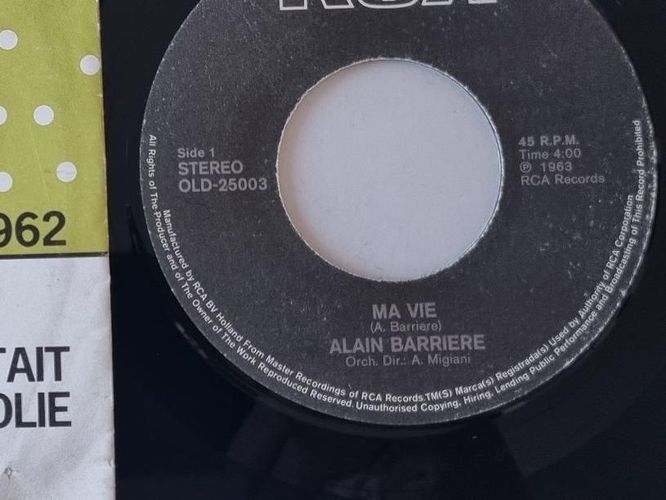 RCA
Side 1
STEREO
OLD-25003
45 R.P.M.
Time 4:00
Ⓟ 1963
RCA Records
MA VIE
(A. Barriere)
ALAIN BARRIERE
Orch. Dir.: A. Migiani
All Rights of The Producer and of The Owner of The Work Reproduced Reserved. Unauthorised Copying, Hiring, Lending Public Performance and Broadcasting of This Record Prohibited
Manufactured by RCA BV Holland From Master Recordings of RCA Records.TM(S) Marca(s) Registrada(s) Used by Authority of RCA Corporation
962
TAIT
OLIE